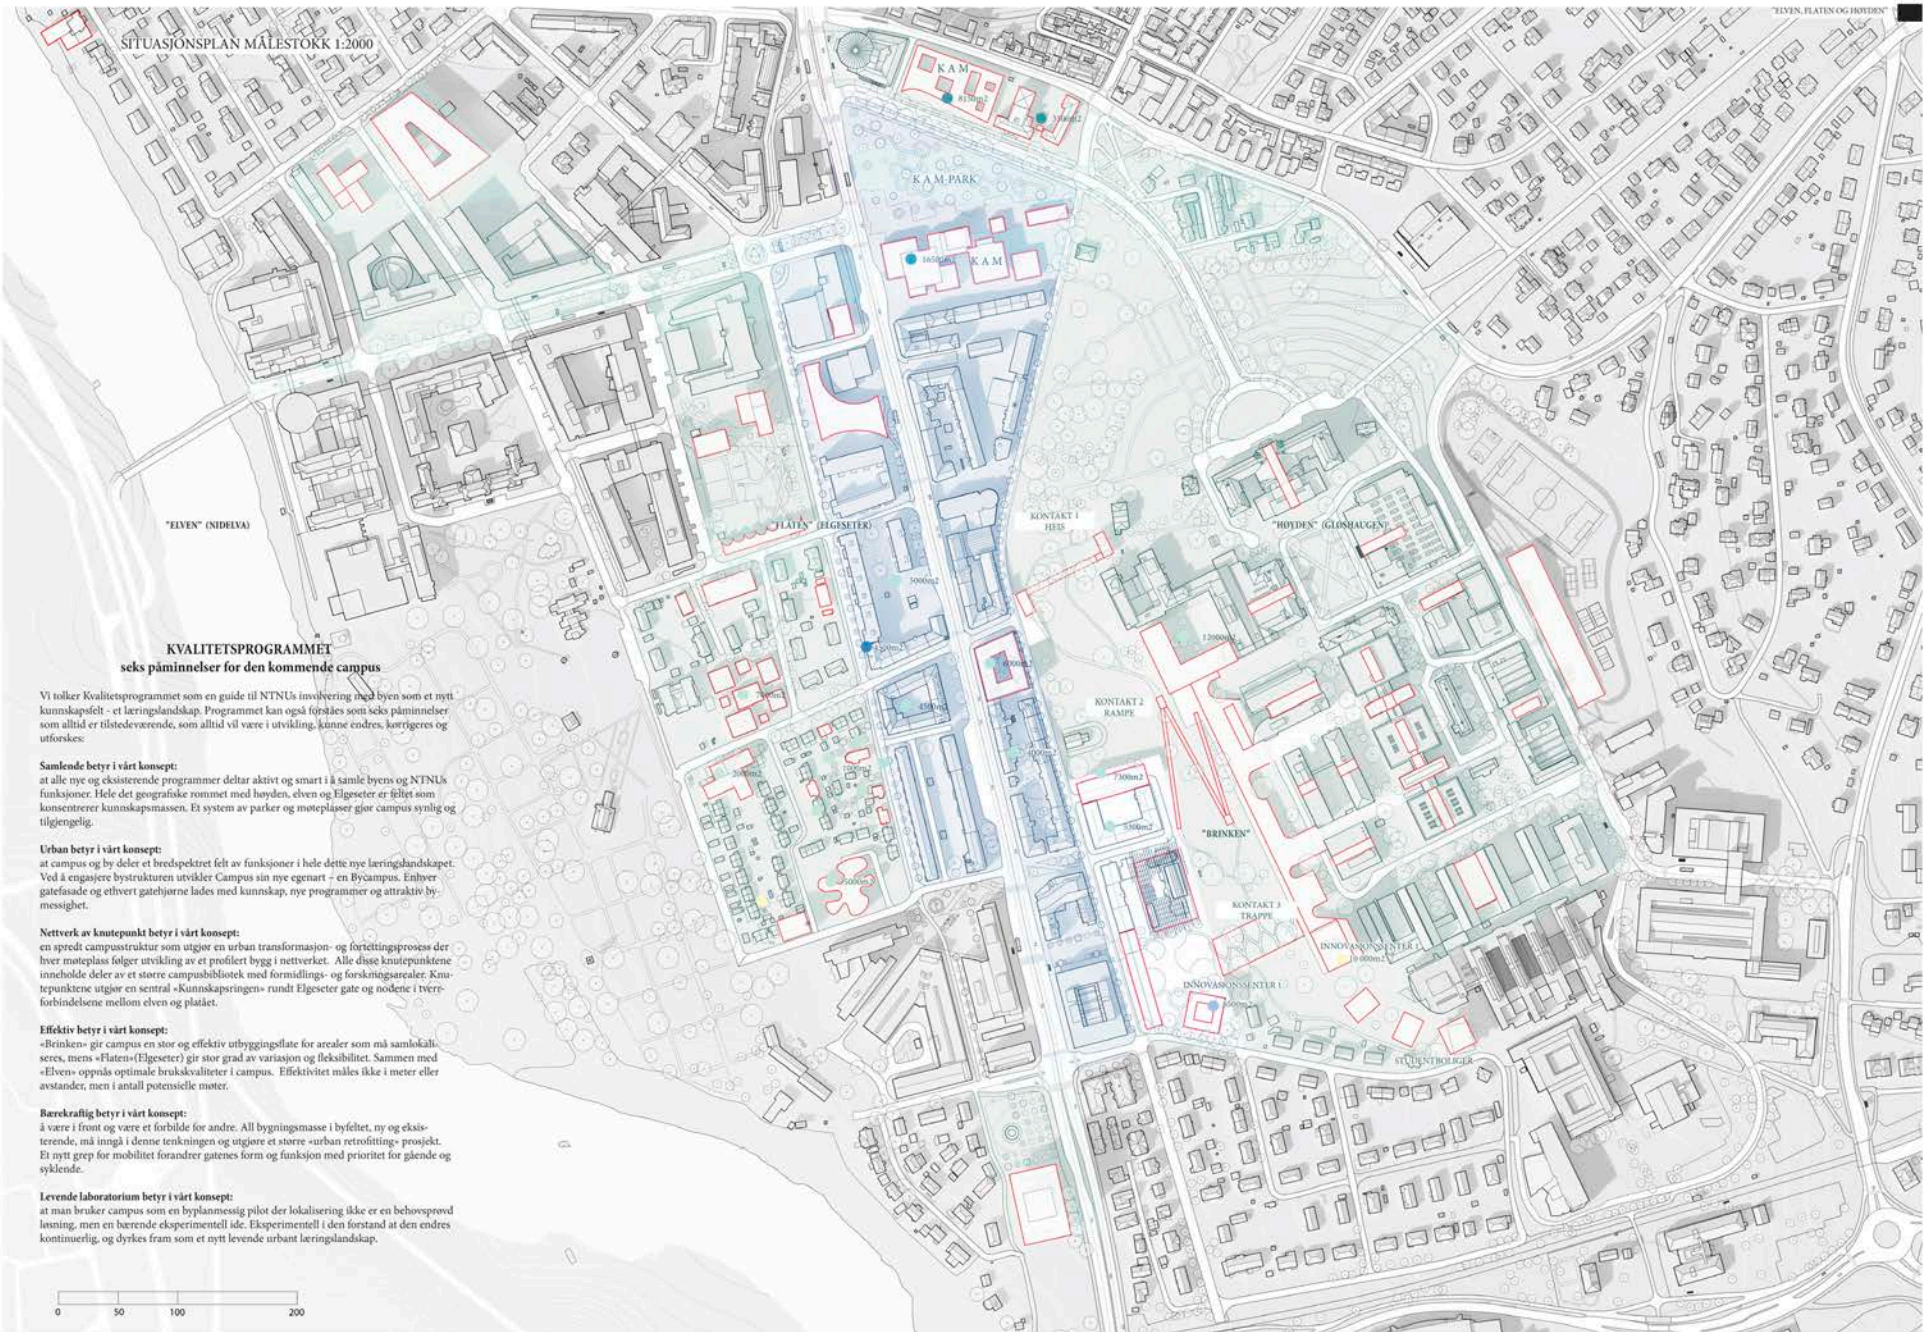 "ELVEN, FLATEN OG HØYDEN"
SITUASJONSPLAN MÅLESTOKK 1:2000
KAM
8150m2
KAM-PARK
16500m2
KAM
"ELVEN" (NIDELVA)
"FLATEN" (ELGESETER)
KONTAKT 1
HEIS
"HØYDEN" (GLØSHAUGEN)
5000m2
12000m2
6000m2
4500m2
KONTAKT 2
RAMPE
4000m2
2000m2
7300m2
"BRINKEN"
KONTAKT 3
TRAPPE
INNOVASJONSSENTER 1
10 000m2
INNOVASJONSSENTER 1
STUDENTBOLIGER
KVALITETSPROGRAMMET
seks påminnelser for den kommende campus
Vi tolker Kvalitetsprogrammet som en guide til NTNUs involvering med byen som et nytt
kunnskapsfelt - et læringslandskap. Programmet kan også forståes som seks påminnelser
som alltid er tilstedeværende, som alltid vil være i utvikling, kunne endres, korrigeres og
utforskes:
Samlende betyr i vårt konsept:
at alle nye og eksisterende programmer deltar aktivt og smart i å samle byens og NTNUs
funksjoner. Hele det geografiske rommet med høyden, elven og Elgeseter er feltet som
konsentrerer kunnskapsmassen. Et system av parker og møteplasser gjør campus synlig og
tilgjengelig.
Urban betyr i vårt konsept:
at campus og by deler et bredspektret felt av funksjoner i hele dette nye læringslandskapet.
Ved å engasjere bystrukturen utvikler Campus sin nye egenart – en Bycampus. Enhver
gatefasade og ethvert gatehjørne lades med kunnskap, nye programmer og attraktiv by-
messighet.
Nettverk av knutepunkt betyr i vårt konsept:
en spredt campusstruktur som utgjør en urban transformasjon- og fortettingsprosess der
hver møteplass følger utvikling av et profilert bygg i nettverket. Alle disse knutepunktene
inneholde deler av et større campusbibliotek med formidlings- og forskningsarealer. Knu-
tepunktene utgjør en sentral «Kunnskapsringen» rundt Elgeseter gate og nodene i tverr-
forbindelsene mellom elven og platået.
Effektiv betyr i vårt konsept:
«Brinken» gir campus en stor og effektiv utbyggingsflate for arealer som må samlokali-
seres, mens «Flaten»(Elgeseter) gir stor grad av variasjon og fleksibilitet. Sammen med
«Elven» oppnås optimale brukskvaliteter i campus. Effektivitet måles ikke i meter eller
avstander, men i antall potensielle møter.
Bærekraftig betyr i vårt konsept:
å være i front og være et forbilde for andre. All bygningsmasse i byfeltet, ny og eksis-
terende, må inngå i denne tenkningen og utgjøre et større «urban retrofitting» prosjekt.
Et nytt grep for mobilitet forandrer gatenes form og funksjon med prioritet for gående og
syklende.
Levende laboratorium betyr i vårt konsept:
at man bruker campus som en byplanmessig pilot der lokalisering ikke er en behovsprøvd
løsning, men en bærende eksperimentell ide. Eksperimentell i den forstand at den endres
kontinuerlig, og dyrkes fram som et nytt levende urbant læringslandskap.
0 50 100 200